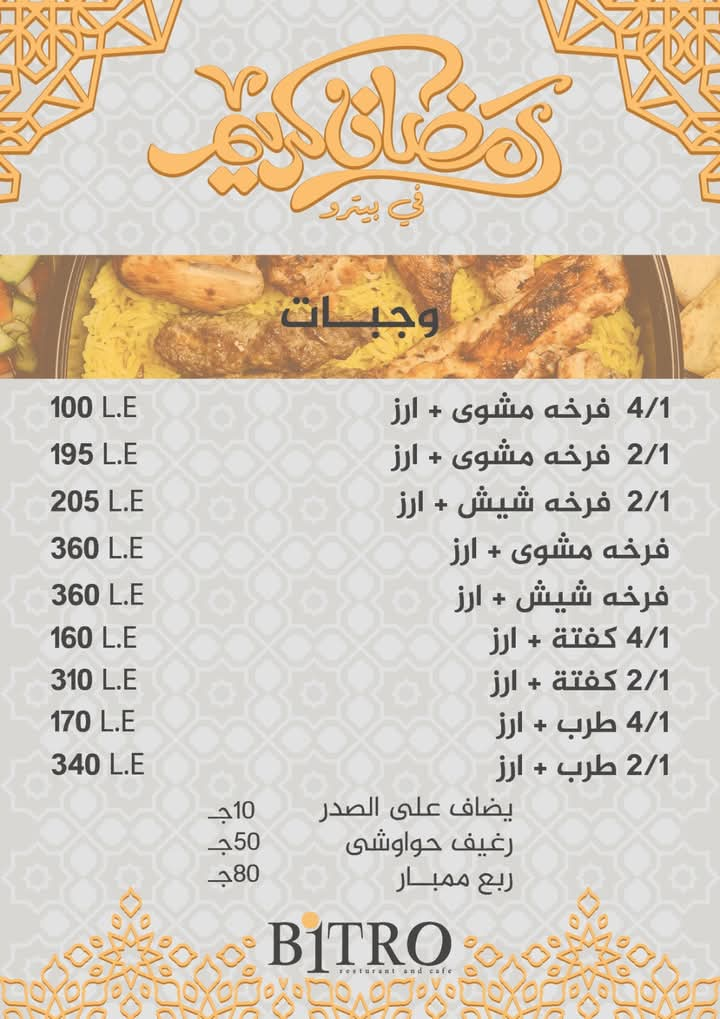 رمضان كريم
في بيترو
وجبات
4/1 فرخه مشوى + ارز 100 L.E
2/1 فرخه مشوى + ارز 195 L.E
2/1 فرخه شيش + ارز 205 L.E
فرخه مشوى + ارز 360 L.E
فرخه شيش + ارز 360 L.E
4/1 كفتة + ارز 160 L.E
2/1 كفتة + ارز 310 L.E
4/1 طرب + ارز 170 L.E
2/1 طرب + ارز 340 L.E
يضاف على الصدر 10جـ
رغيف حواوشى 50جـ
ربع ممبــار 80جـ
BiTRO
resturant and cafe